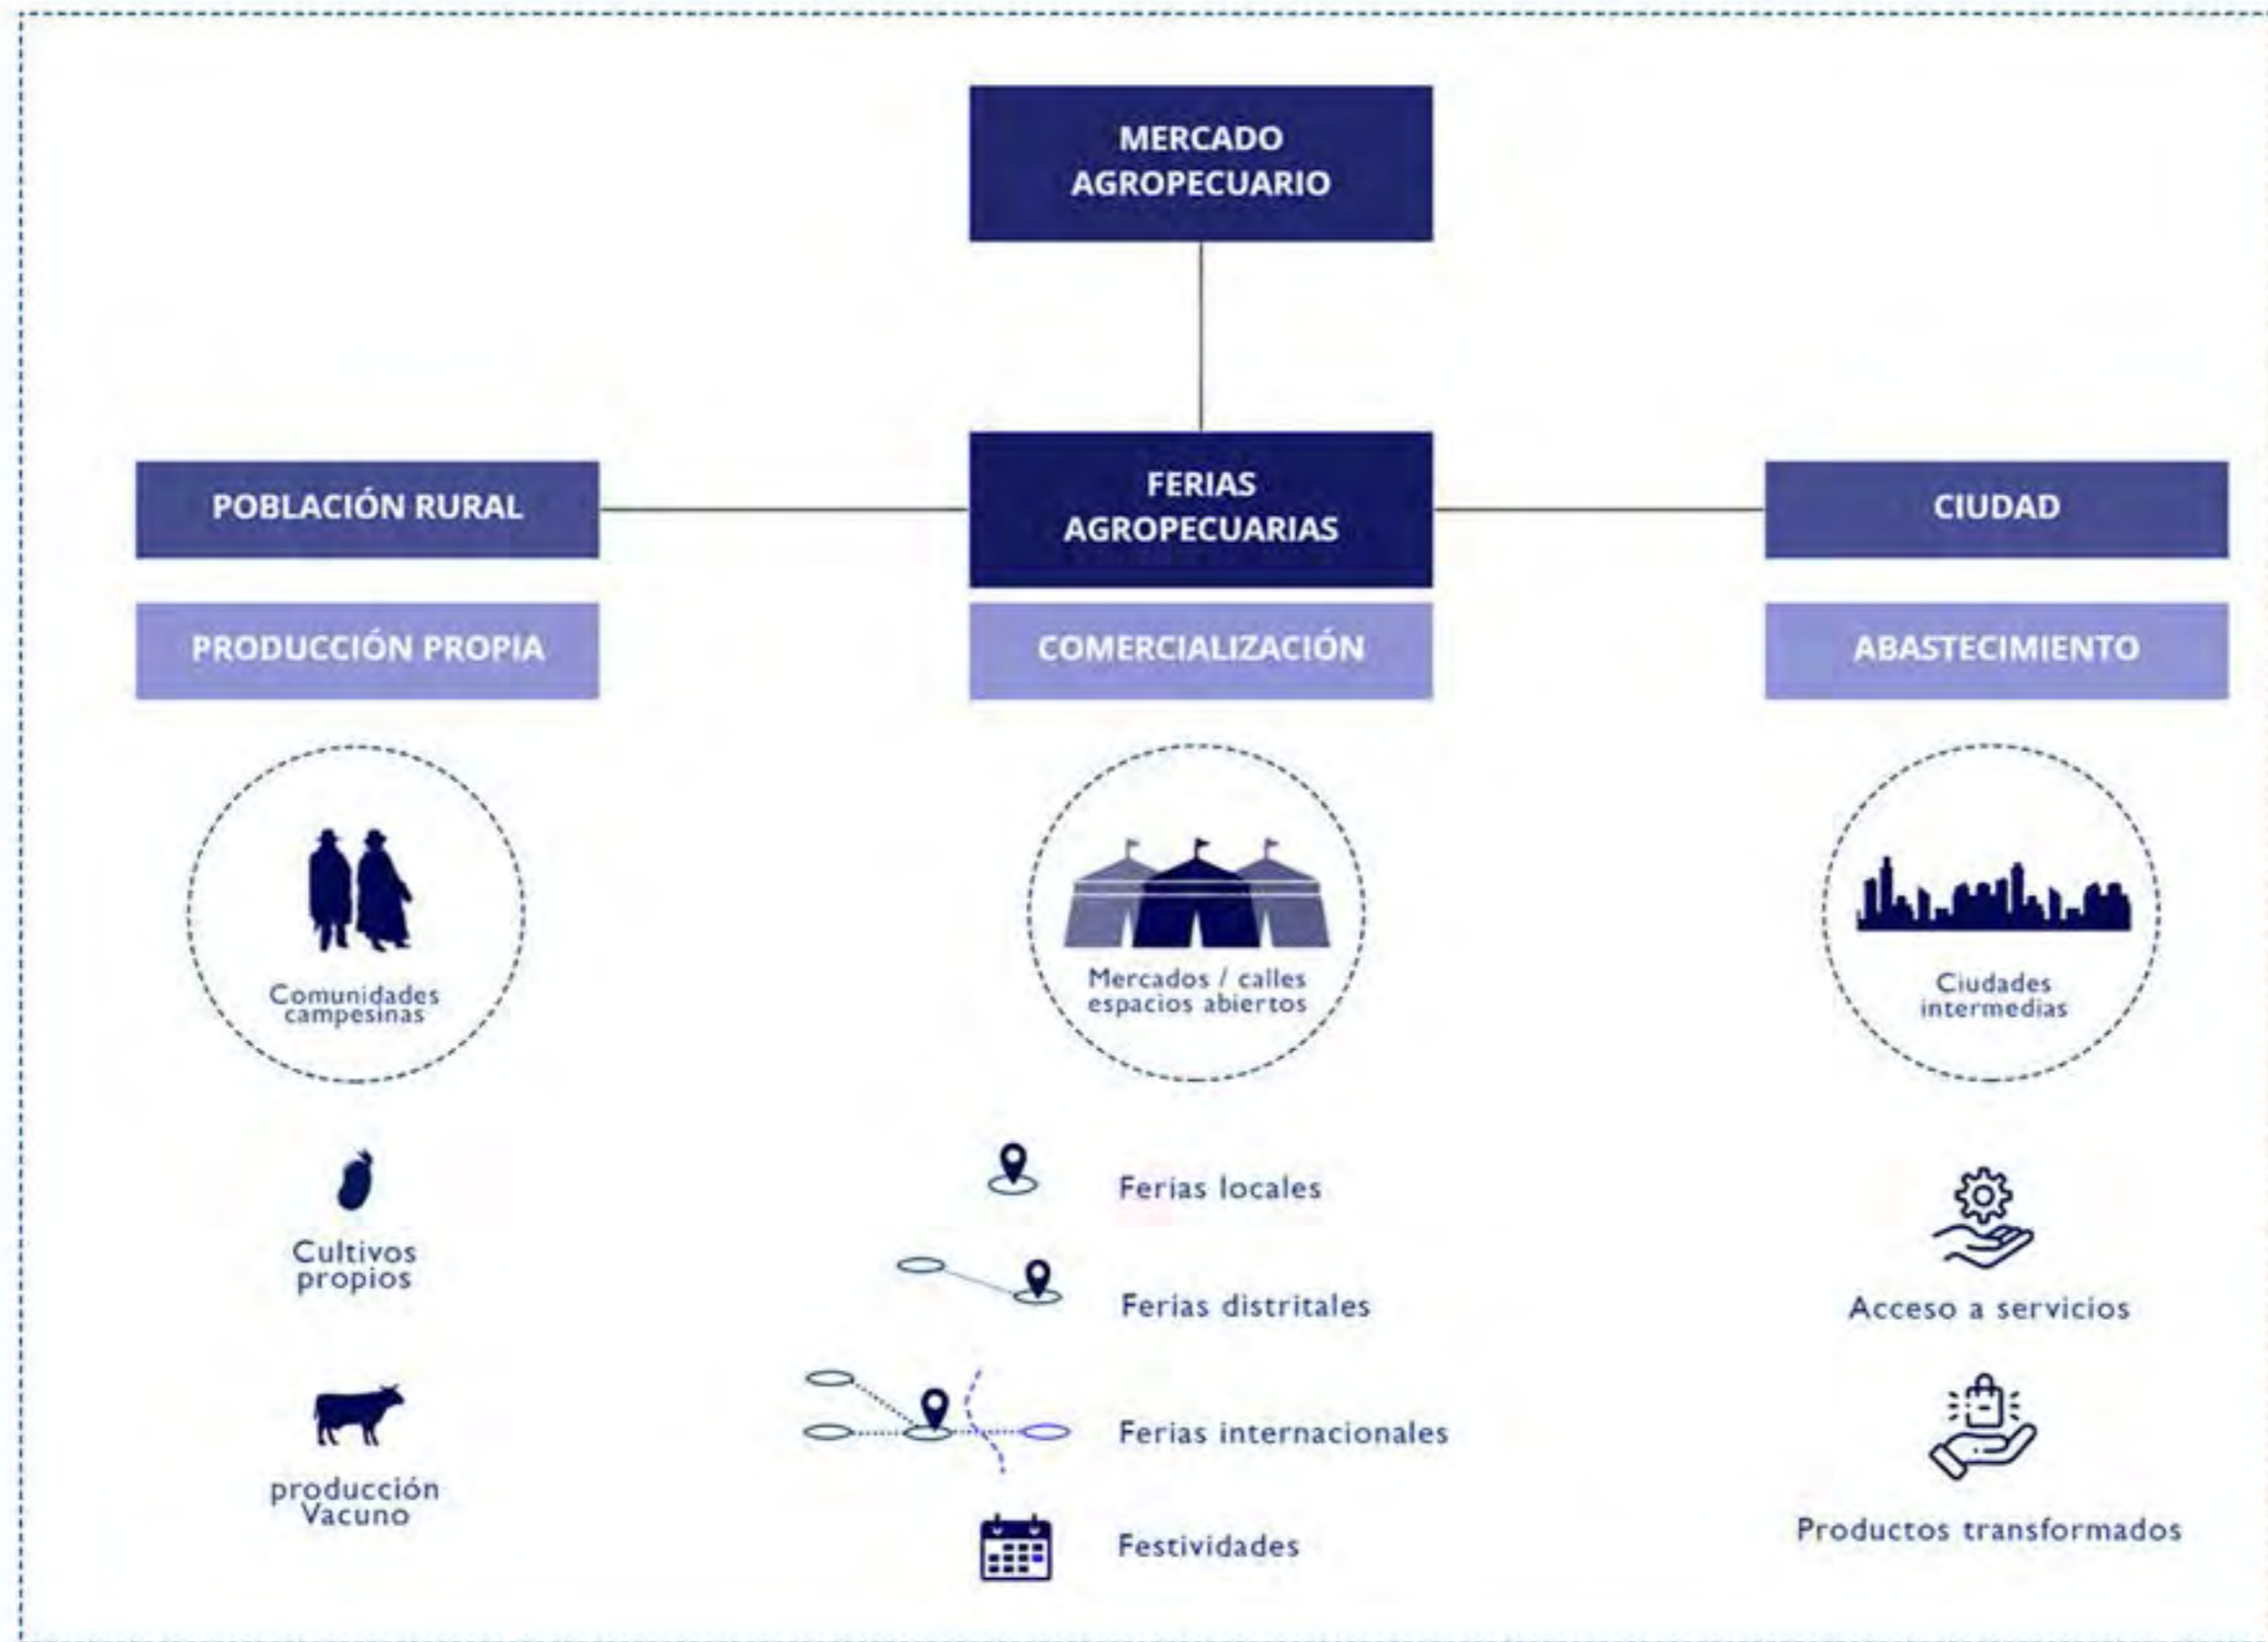 MERCADO
AGROPECUARIO
POBLACIÓN RURAL
FERIAS
AGROPECUARIAS
CIUDAD
PRODUCCIÓN PROPIA
COMERCIALIZACIÓN
ABASTECIMIENTO
Comunidades
campesinas
Mercados / calles
espacios abiertos
Ciudades
intermedias
Cultivos
propios
producción
Vacuno
Ferias locales
Ferias distritales
Ferias internacionales
Festividades
Acceso a servicios
Productos transformados